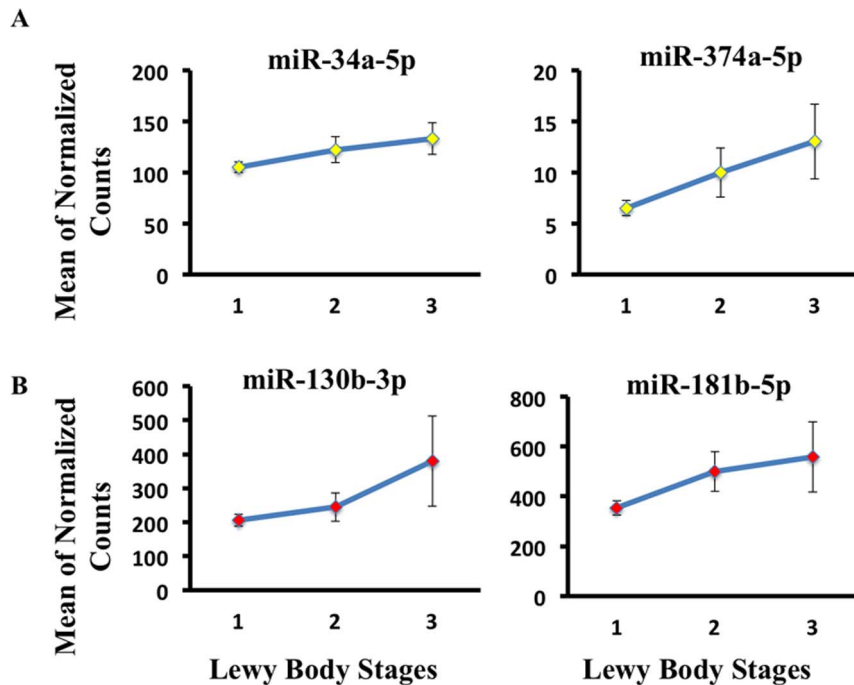 A
miR-34a-5p
Mean of Normalized
Counts
200
150
100
50
0
1 2 3
miR-374a-5p
20
15
10
5
0
1 2 3
B
miR-130b-3p
Mean of Normalized
Counts
600
500
400
300
200
100
0
1 2 3
Lewy Body Stages
miR-181b-5p
800
600
400
200
0
1 2 3
Lewy Body Stages